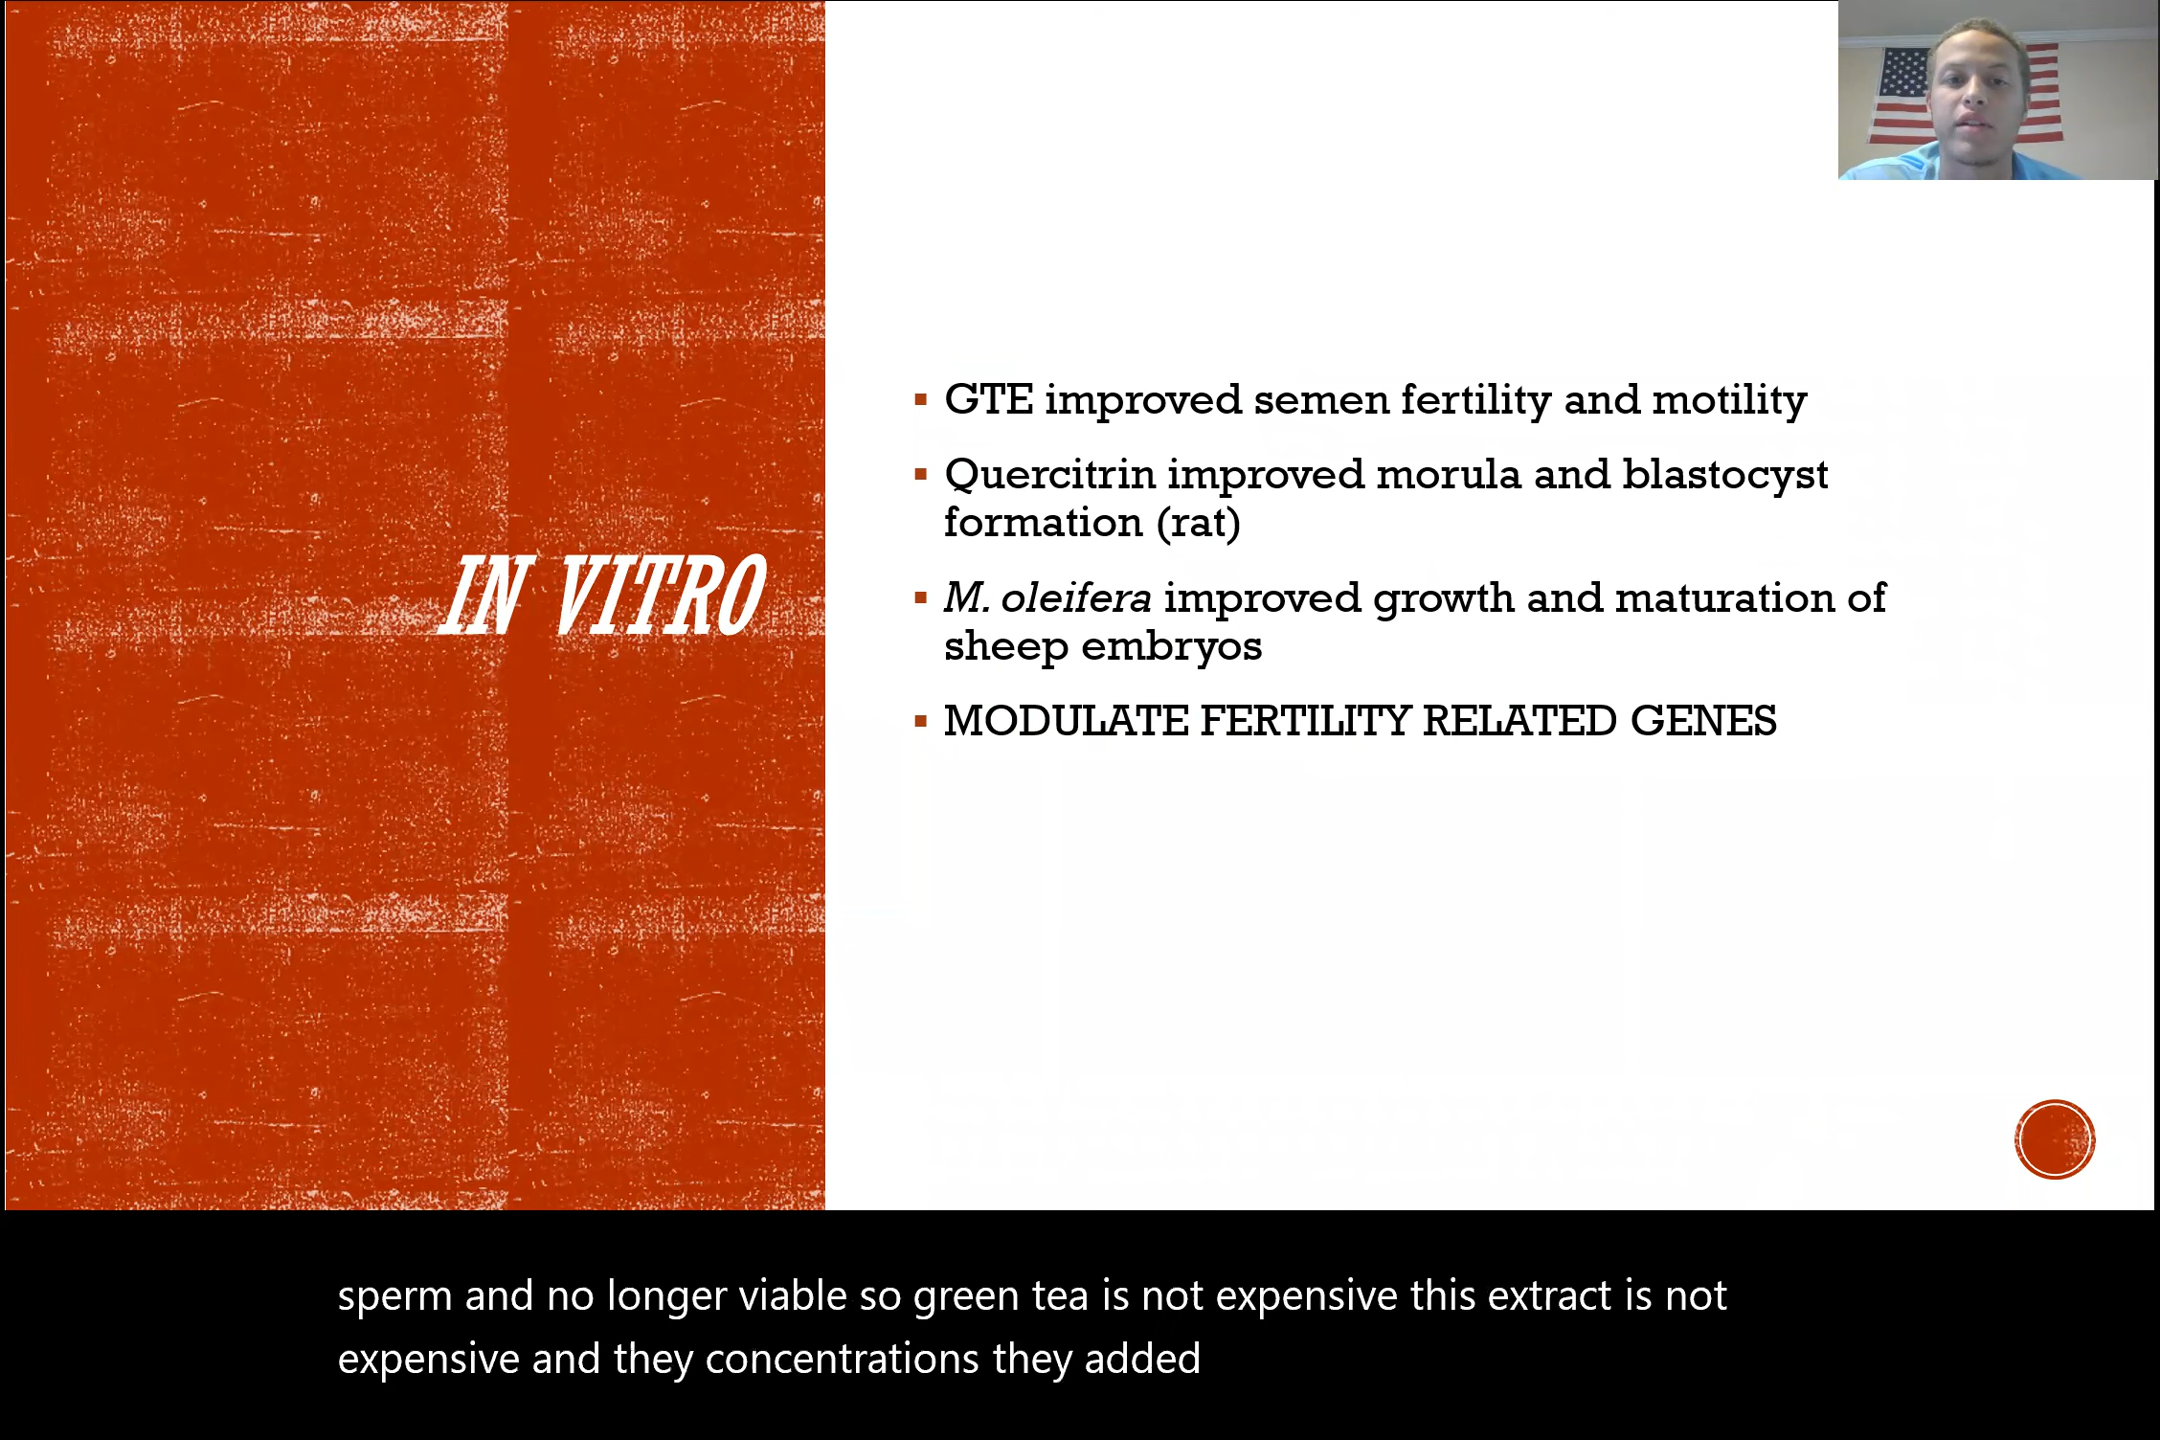 IN VITRO
▪ GTE improved semen fertility and motility
▪ Quercitrin improved morula and blastocyst
formation (rat)
▪ M. oleifera improved growth and maturation of
sheep embryos
▪ MODULATE FERTILITY RELATED GENES
sperm and no longer viable so green tea is not expensive this extract is not
expensive and they concentrations they added